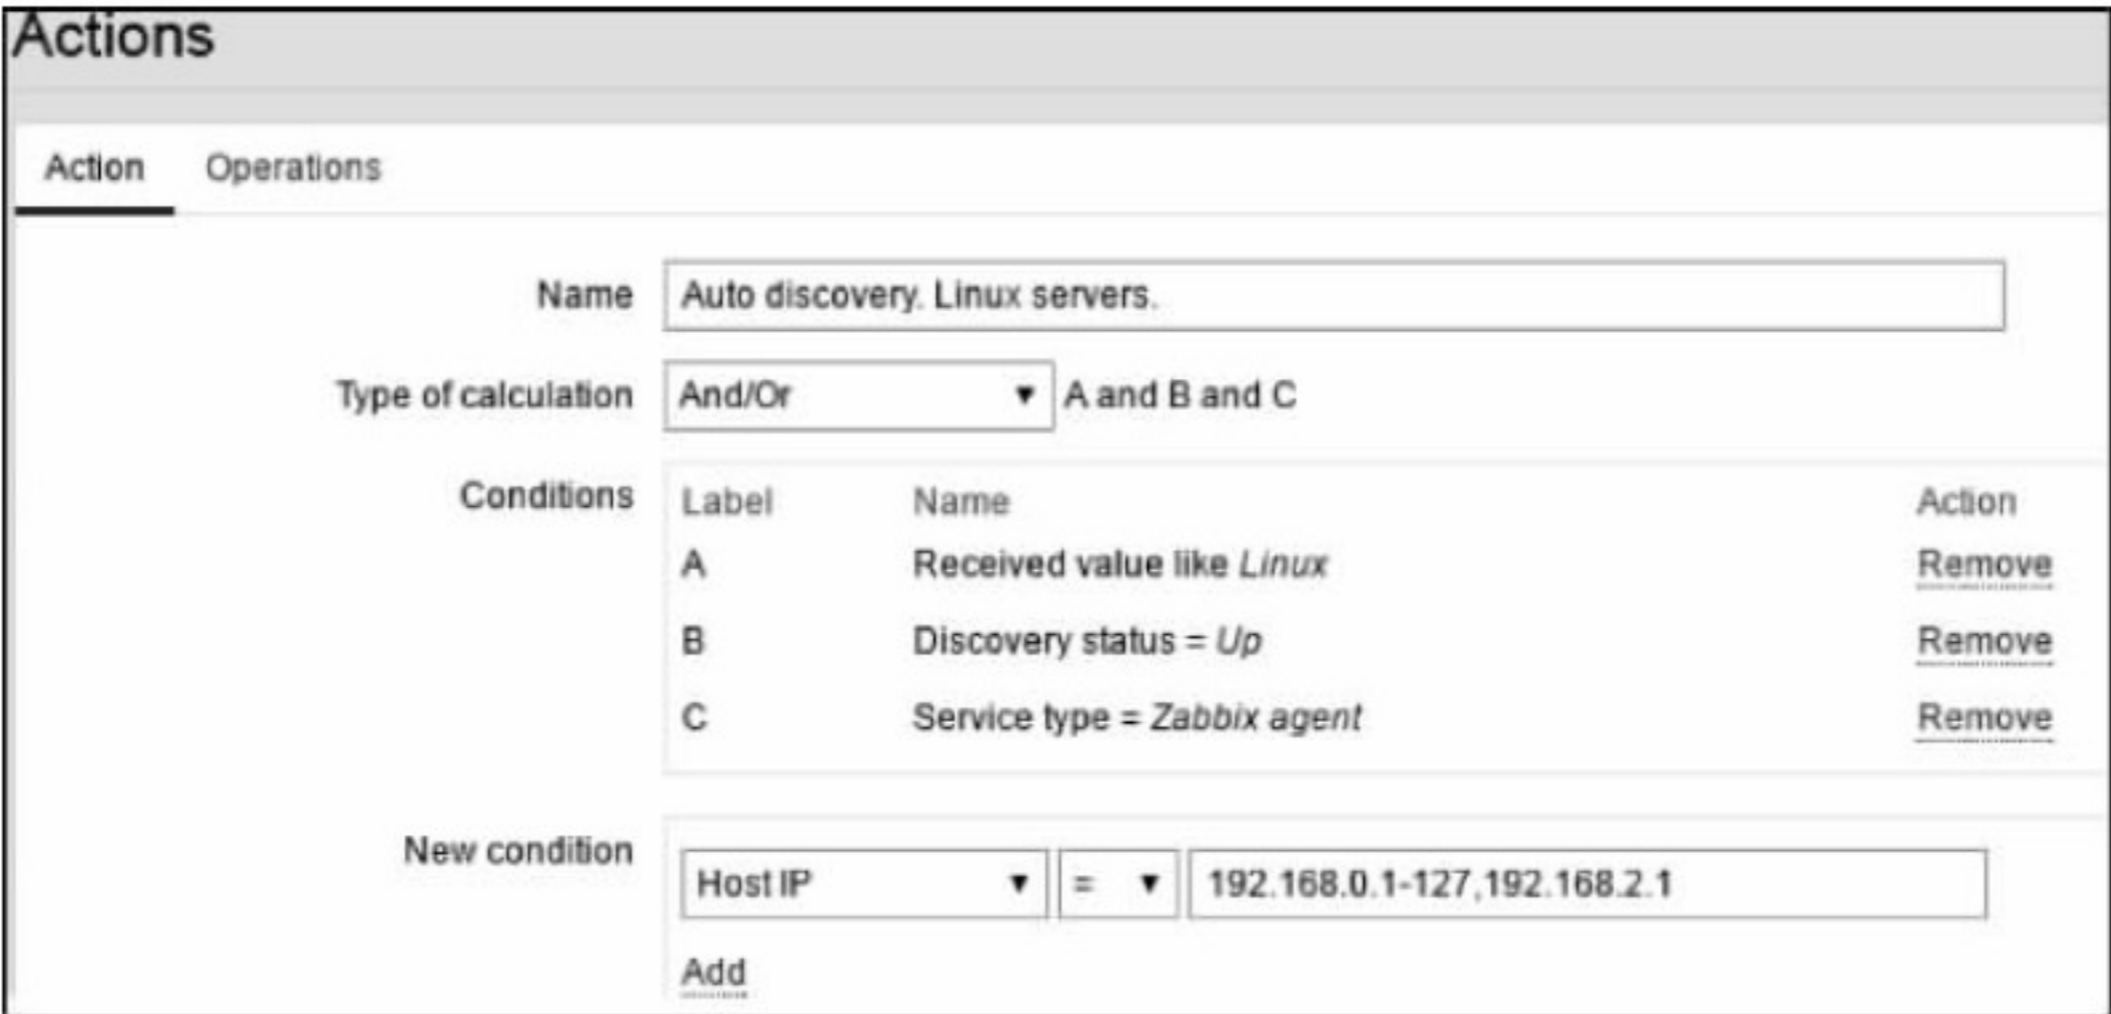 Actions
Action Operations
Name Auto discovery. Linux servers.
Type of calculation And/Or A and B and C
Conditions Label Name Action
A Received value like Linux Remove
B Discovery status = Up Remove
C Service type = Zabbix agent Remove
New condition Host IP = 192.168.0.1-127,192.168.2.1
Add